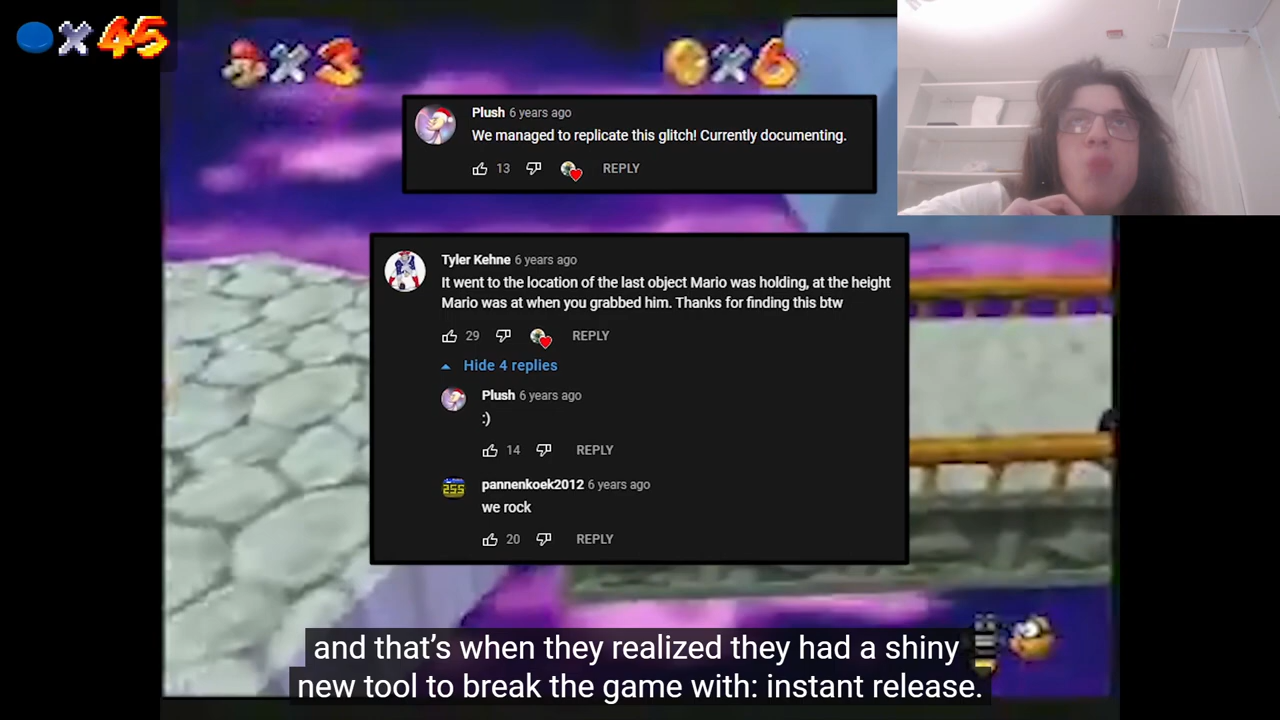 x 45
x 3
x 6
Plush 6 years ago
We managed to replicate this glitch! Currently documenting.
13 REPLY
Tyler Kehne 6 years ago
It went to the location of the last object Mario was holding, at the height
Mario was at when you grabbed him. Thanks for finding this btw
29 REPLY
Hide 4 replies
Plush 6 years ago
:)
14 REPLY
255
pannenkoek2012 6 years ago
we rock
20 REPLY
and that’s when they realized they had a shiny
new tool to break the game with: instant release.